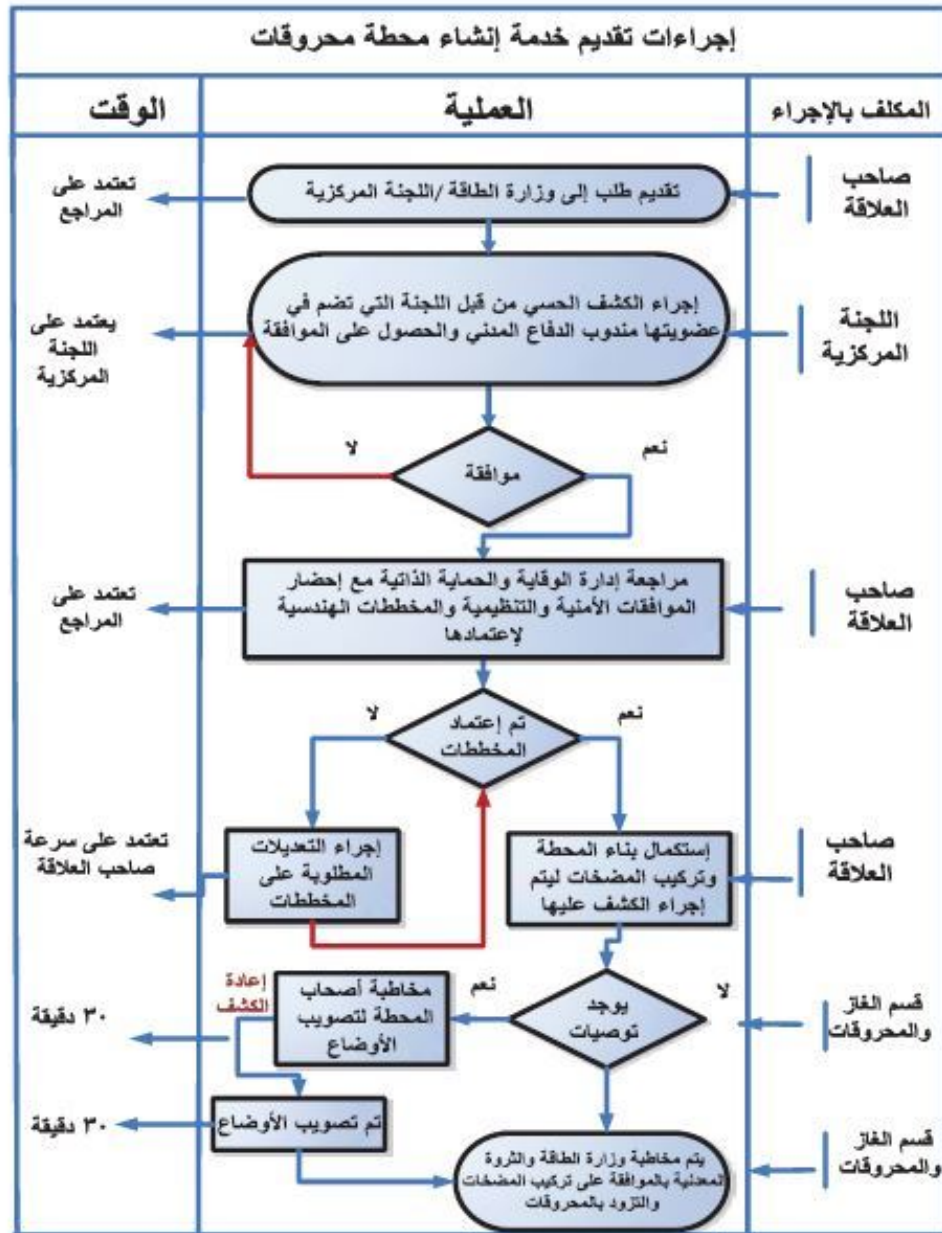 إجراءات تقديم خدمة إنشاء محطة محروقات
المكلف بالإجراء
العملية
الوقت
صاحب
العلاقة
تقديم طلب إلى وزارة الطاقة /اللجنة المركزية
تعتمد على
المراجع
اللجنة
المركزية
إجراء الكشف الحسي من قبل اللجنة التي تضم في
عضويتها مندوب الدفاع المدني والحصول على الموافقة
يعتمد على
اللجنة
المركزية
نعم
لا
موافقة
صاحب
العلاقة
مراجعة إدارة الوقاية والحماية الذاتية مع إحضار
الموافقات الأمنية والتنظيمية والمخططات الهندسية
لإعتمادها
تعتمد على
المراجع
نعم
لا
تم إعتماد
المخططات
صاحب
العلاقة
إستكمال بناء المحطة
وتركيب المضخات ليتم
إجراء الكشف عليها
إجراء التعديلات
المطلوبة على
المخططات
تعتمد على سرعة
صاحب العلاقة
قسم الغاز
والمحروقات
لا
يوجد
توصيات
نعم
مخاطبة أصحاب
المحطة لتصويب
الأوضاع
إعادة
الكشف
٣٠ دقيقة
تم تصويب الأوضاع
٣٠ دقيقة
قسم الغاز
والمحروقات
يتم مخاطبة وزارة الطاقة والثروة
المعدنية بالموافقة على تركيب المضخات
والتزود بالمحروقات